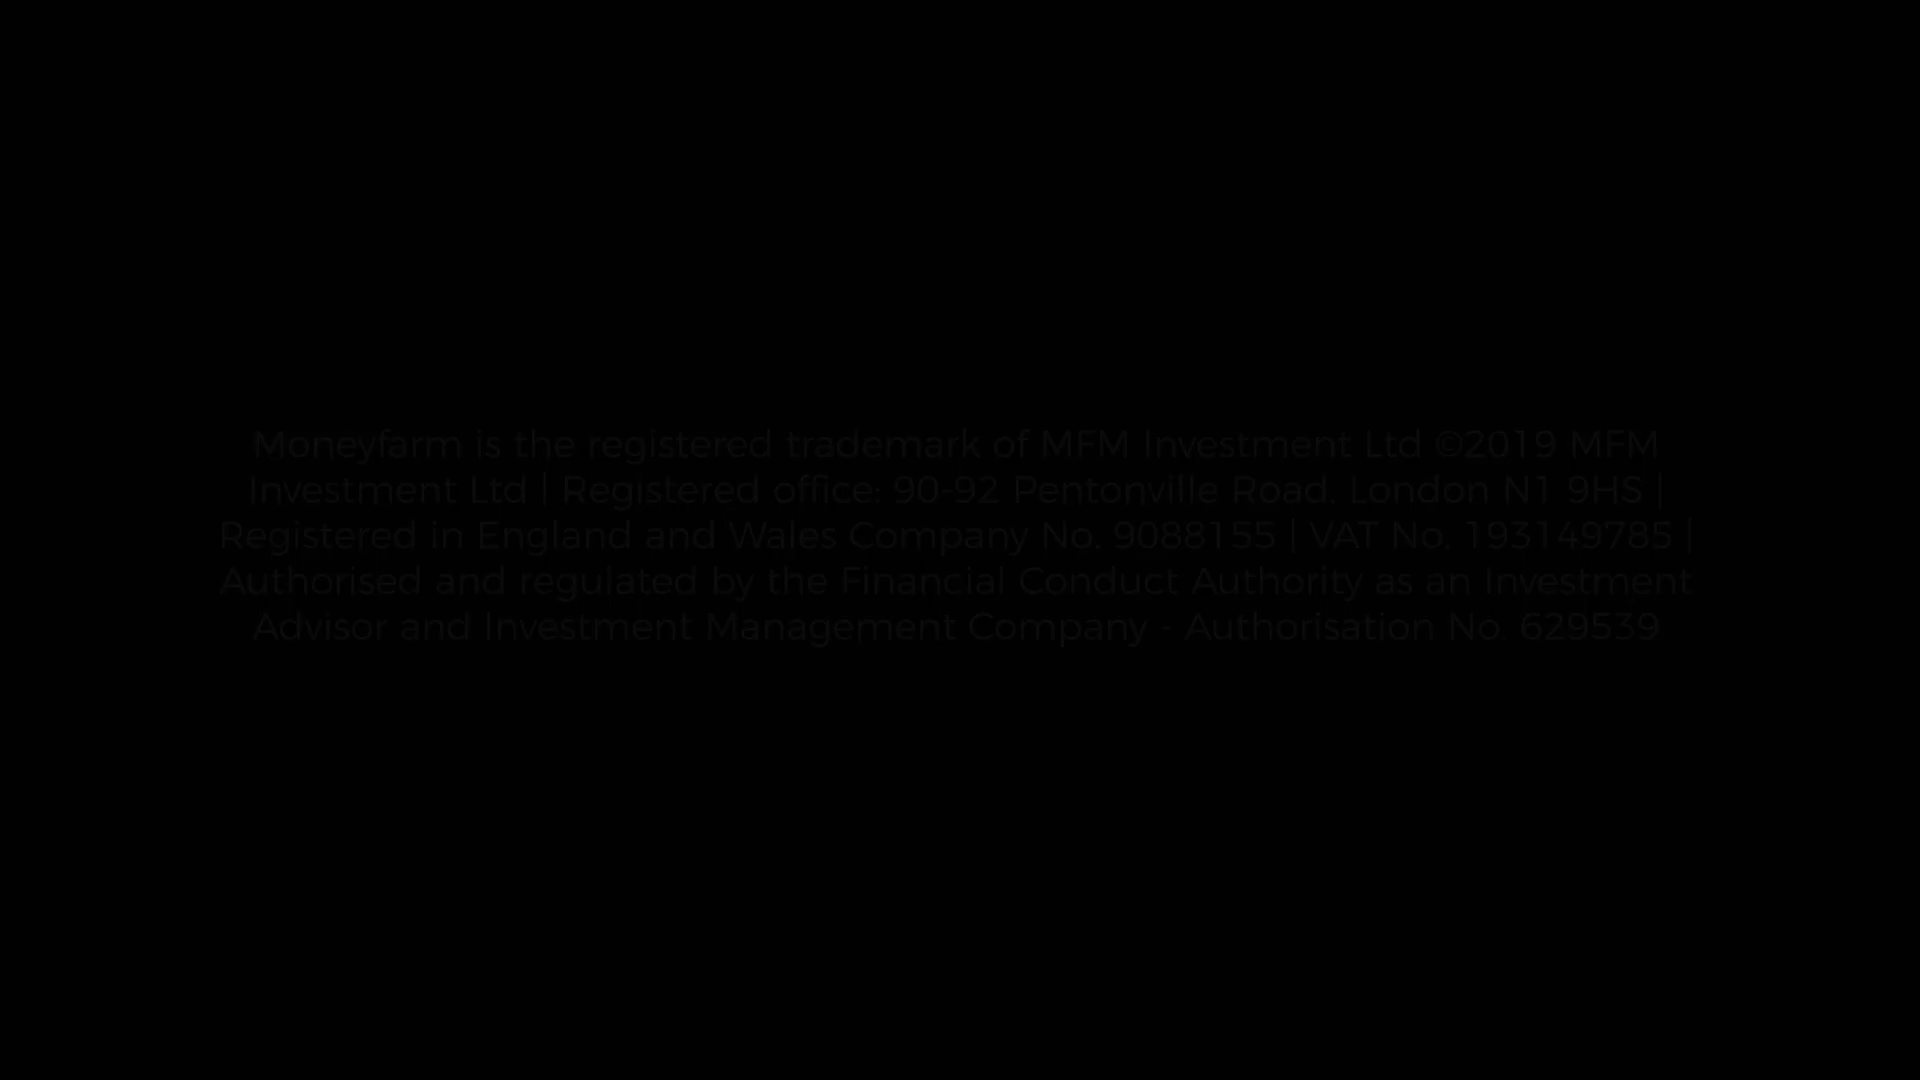 Moneyfarm is the registered trademark of MFM Investment Ltd ©2019 MFM
Investment Ltd | Registered office: 90-92 Pentonville Road, London N1 9HS |
Registered in England and Wales Company No. 9088155 | VAT No. 193149785 |
Authorised and regulated by the Financial Conduct Authority as an Investment
Advisor and Investment Management Company - Authorisation No. 629539